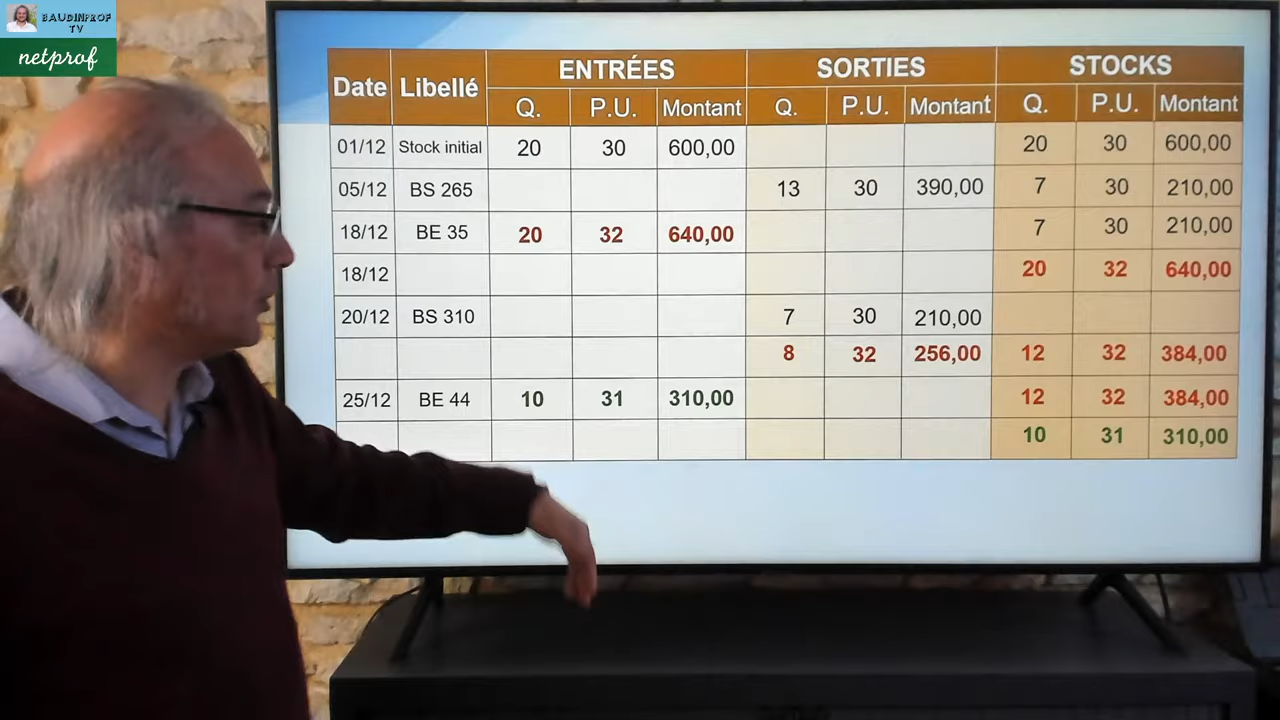 BAUDINPROF
TV
netprof
Date Libellé ENTRÉES SORTIES STOCKS
Q. P.U. Montant Q. P.U. Montant Q. P.U. Montant
01/12 Stock initial 20 30 600,00 20 30 600,00
05/12 BS 265 13 30 390,00 7 30 210,00
18/12 BE 35 20 32 640,00 7 30 210,00
18/12 20 32 640,00
20/12 BS 310 7 30 210,00
8 32 256,00 12 32 384,00
25/12 BE 44 10 31 310,00 12 32 384,00
10 31 310,00